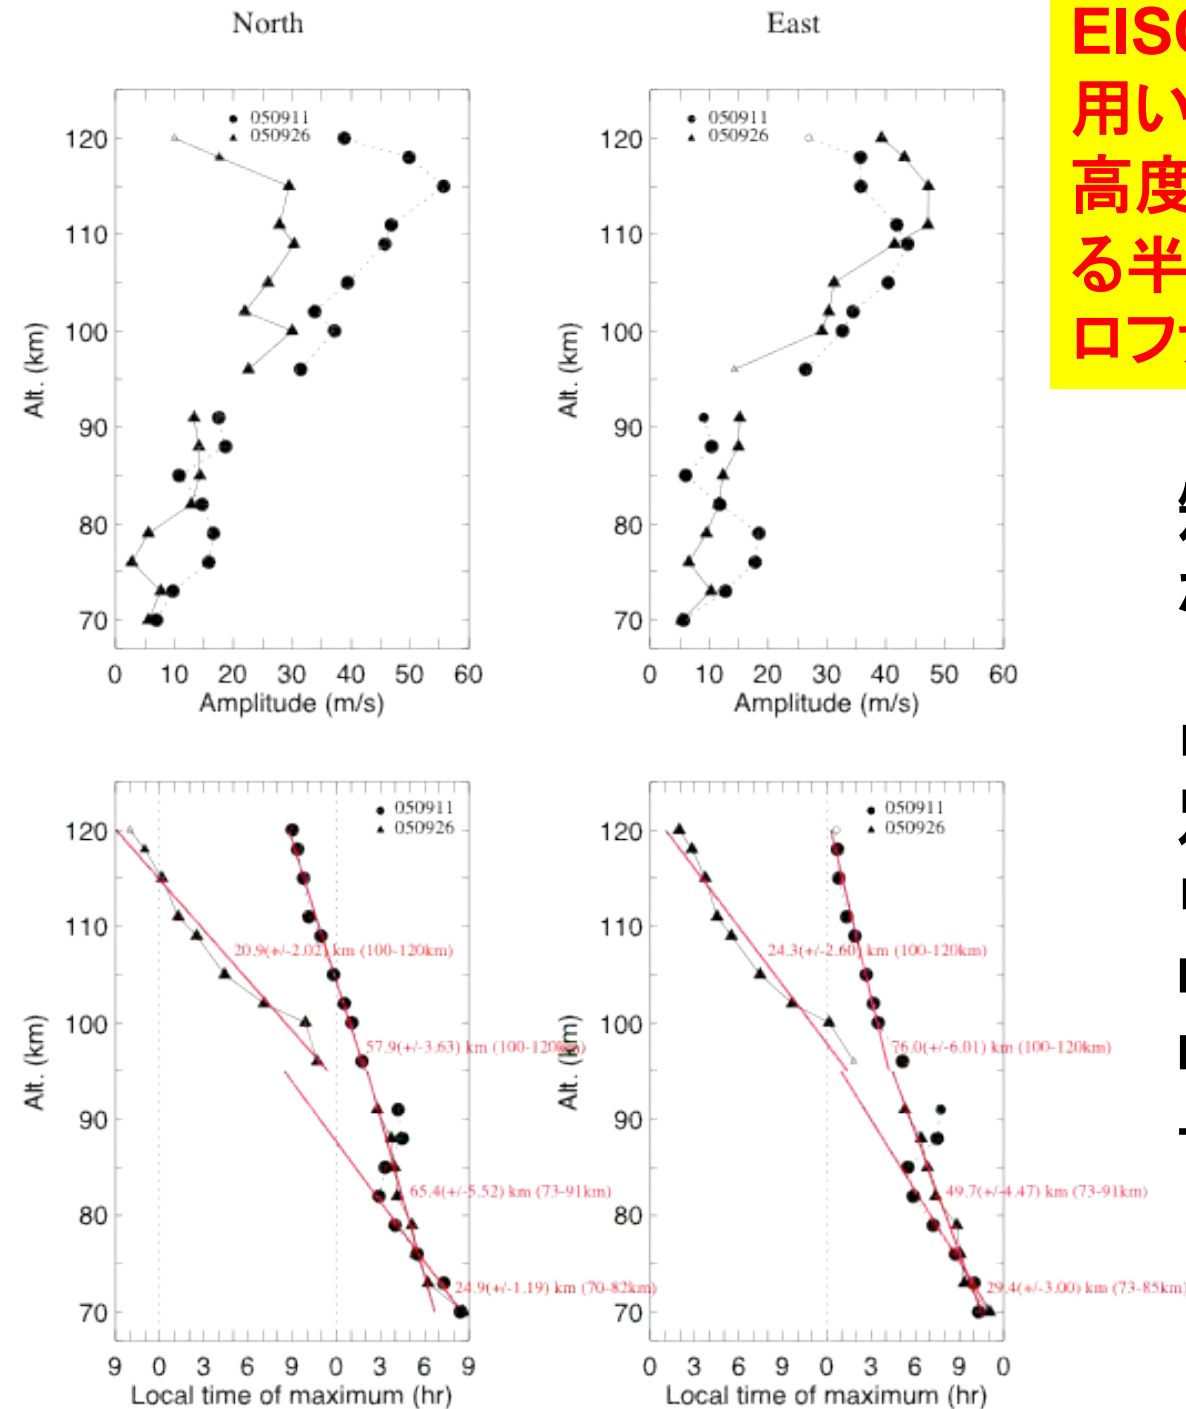 North
East
EISC
用い
高度
る半
050911
050926
120
110
100
90
80
70
Alt. (km)
0 10 20 30 40 50 60
Amplitude (m/s)
050911
050926
120
110
100
90
80
70
Alt. (km)
0 10 20 30 40 50 60
Amplitude (m/s)
050911
050926
120
110
100
90
80
70
Alt. (km)
20.9(+/-2.02) km (100-120km)
57.9(+/-3.63) km (100-120km)
65.4(+/-5.52) km (73-91km)
24.9(+/-1.19) km (70-82km)
9 0 3 6 9 0 3 6 9
Local time of maximum (hr)
050911
050926
120
110
100
90
80
70
Alt. (km)
24.3(+/-2.60) km (100-120km)
76.0(+/-6.01) km (100-120km)
49.7(+/-4.47) km (73-91km)
29.4(+/-3.00) km (73-85km)
0 3 6 9 0 3 6 9 0
Local time of maximum (hr)